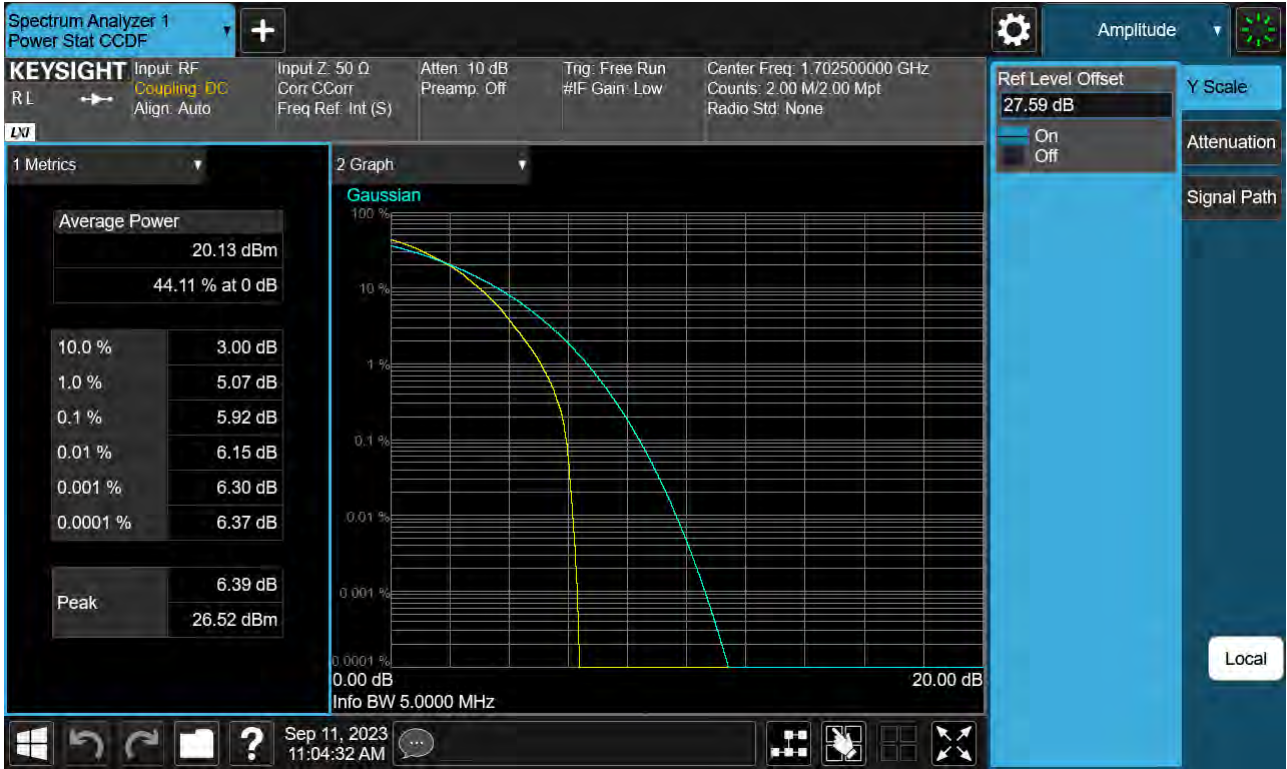 Spectrum Analyzer 1
Power Stat CCDF
+
Amplitude
KEYSIGHT
R L
LXI
Input: RF
Coupling: DC
Align: Auto
Input Z: 50 Ω
Corr CCorr
Freq Ref: Int (S)
Atten: 10 dB
Preamp: Off
Trig: Free Run
#IF Gain: Low
Center Freq: 1.702500000 GHz
Counts: 2.00 M/2.00 Mpt
Radio Std: None
Ref Level Offset
27.59 dB
On
Off
Y Scale
Attenuation
Signal Path
Local
1 Metrics
Average Power
20.13 dBm
44.11 % at 0 dB
10.0 % 3.00 dB
1.0 % 5.07 dB
0.1 % 5.92 dB
0.01 % 6.15 dB
0.001 % 6.30 dB
0.0001 % 6.37 dB
Peak 6.39 dB
26.52 dBm
2 Graph
Gaussian
100 %
10 %
1 %
0.1 %
0.01 %
0.001 %
0.0001 %
0.00 dB 20.00 dB
Info BW 5.0000 MHz
?
Sep 11, 2023
11:04:32 AM